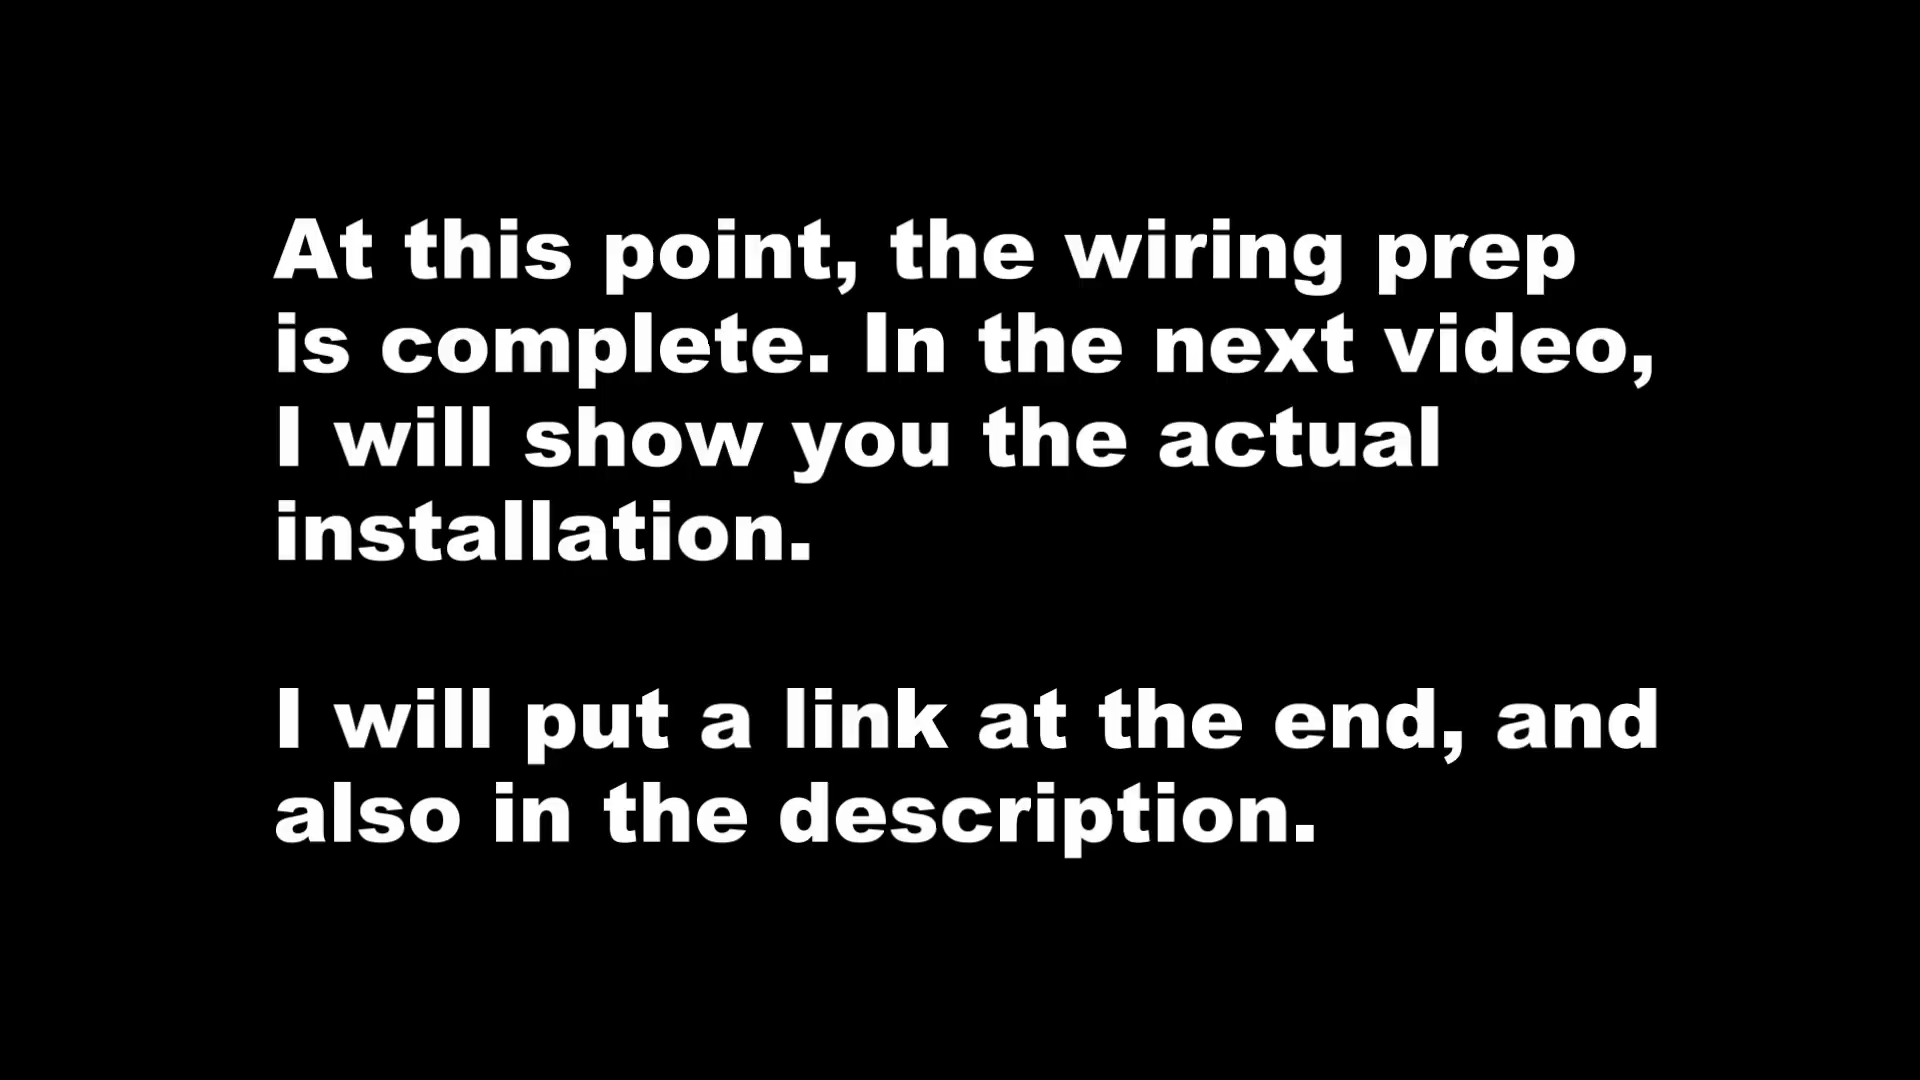 At this point, the wiring prep
is complete. In the next video,
I will show you the actual
installation.
I will put a link at the end, and
also in the description.